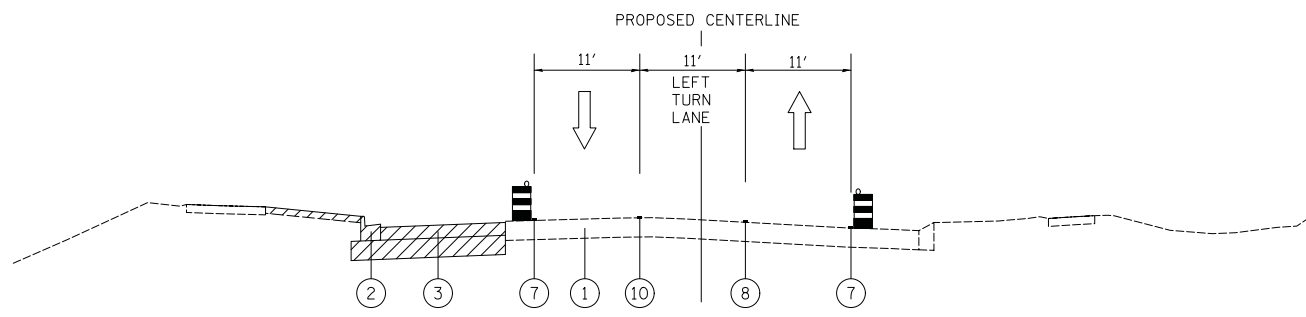 PROPOSED CENTERLINE
11' 11' 11'
LEFT
TURN
LANE
2 3 7 1 10 8 7